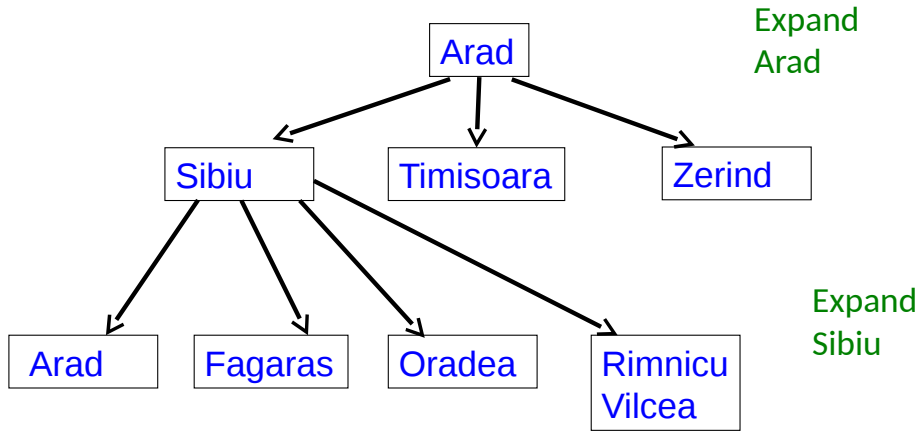 Expand
Arad
Arad
Sibiu
Timisoara
Zerind
Expand
Sibiu
Arad
Fagaras
Oradea
Rimnicu
Vilcea